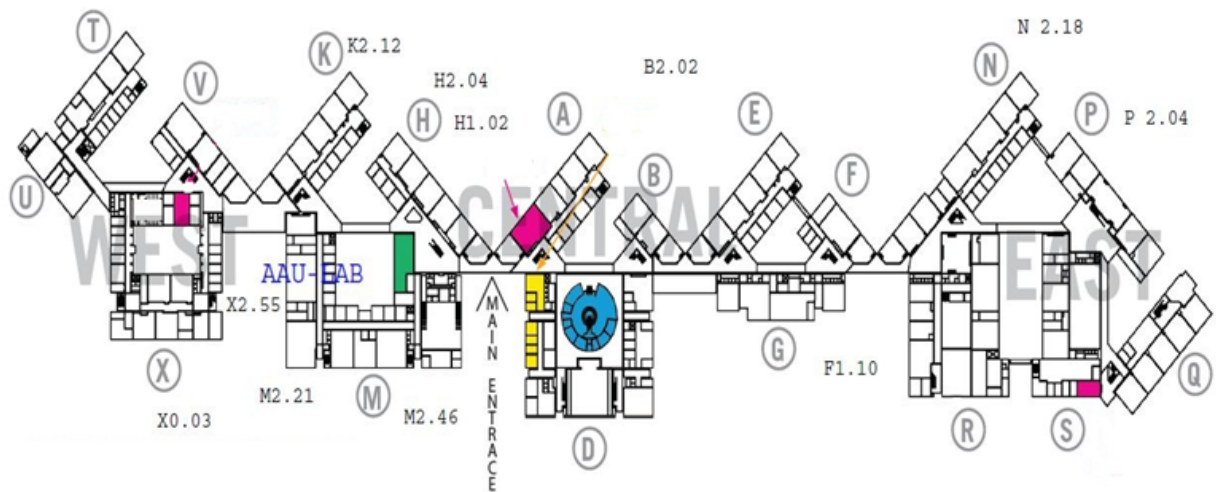 N 2.18
T
K
K2.12
B2.02
N
V
H2.04
H
H1.02
A
E
P
P 2.04
U
B
F
WEST
CENTRAL
EAST
AAU-EAB
X2.55
MAIN ENTRACE
G
X
M2.21
M
F1.10
Q
X0.03
M2.46
D
R
S